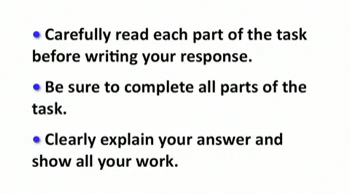 • Carefully read each part of the task
before writing your response.
• Be sure to complete all parts of the
task.
• Clearly explain your answer and
show all your work.